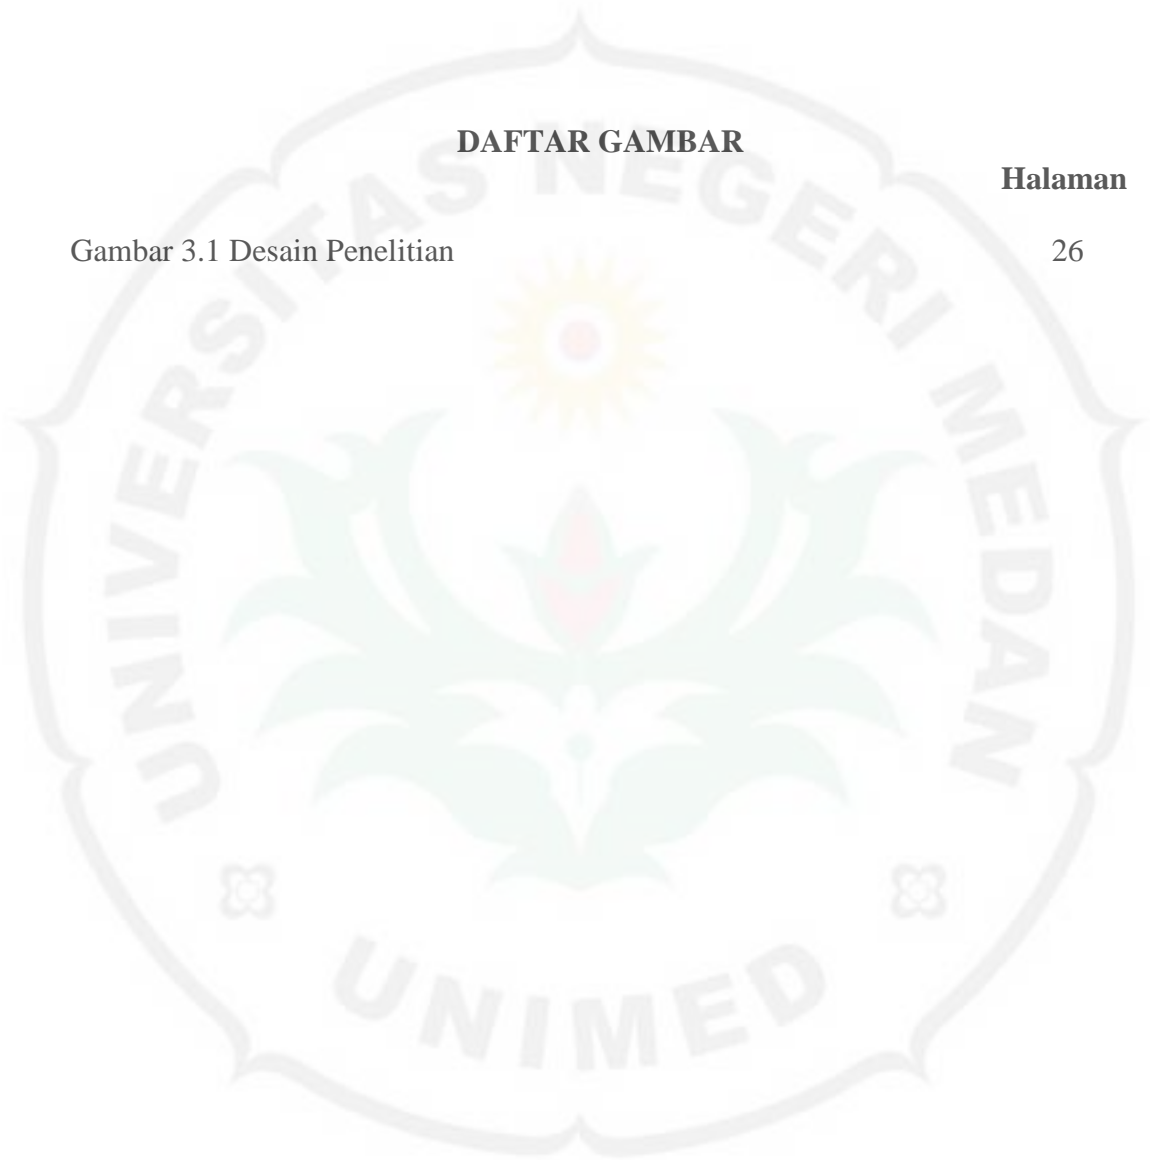 DAFTAR GAMBAR
Halaman
Gambar 3.1 Desain Penelitian 26
UNIVERSITAS NEGERI MEDAN
UNIMED